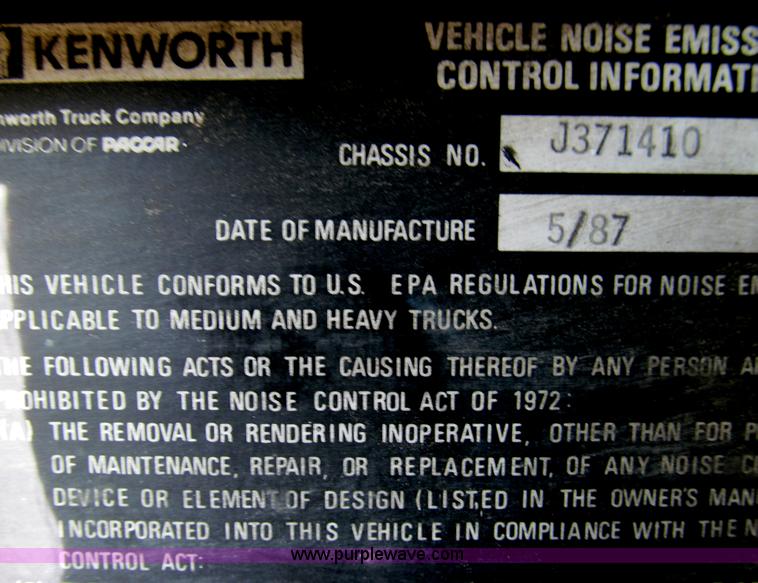 KENWORTH
VEHICLE NOISE EMISS
CONTROL INFORMATI
nworth Truck Company
IVISION OF PACCAR
CHASSIS NO. J371410
DATE OF MANUFACTURE 5/87
HIS VEHICLE CONFORMS TO U.S. EPA REGULATIONS FOR NOISE EM
PPLICABLE TO MEDIUM AND HEAVY TRUCKS.
HE FOLLOWING ACTS OR THE CAUSING THEREOF BY ANY PERSON A
ROHIBITED BY THE NOISE CONTROL ACT OF 1972:
(A) THE REMOVAL OR RENDERING INOPERATIVE, OTHER THAN FOR P
OF MAINTENANCE, REPAIR, OR REPLACEMENT, OF ANY NOISE C
DEVICE OR ELEMENT OF DESIGN (LISTED IN THE OWNER'S MAN
INCORPORATED INTO THIS VEHICLE IN COMPLIANCE WITH THE N
www.purplewave.com
CONTROL ACT: